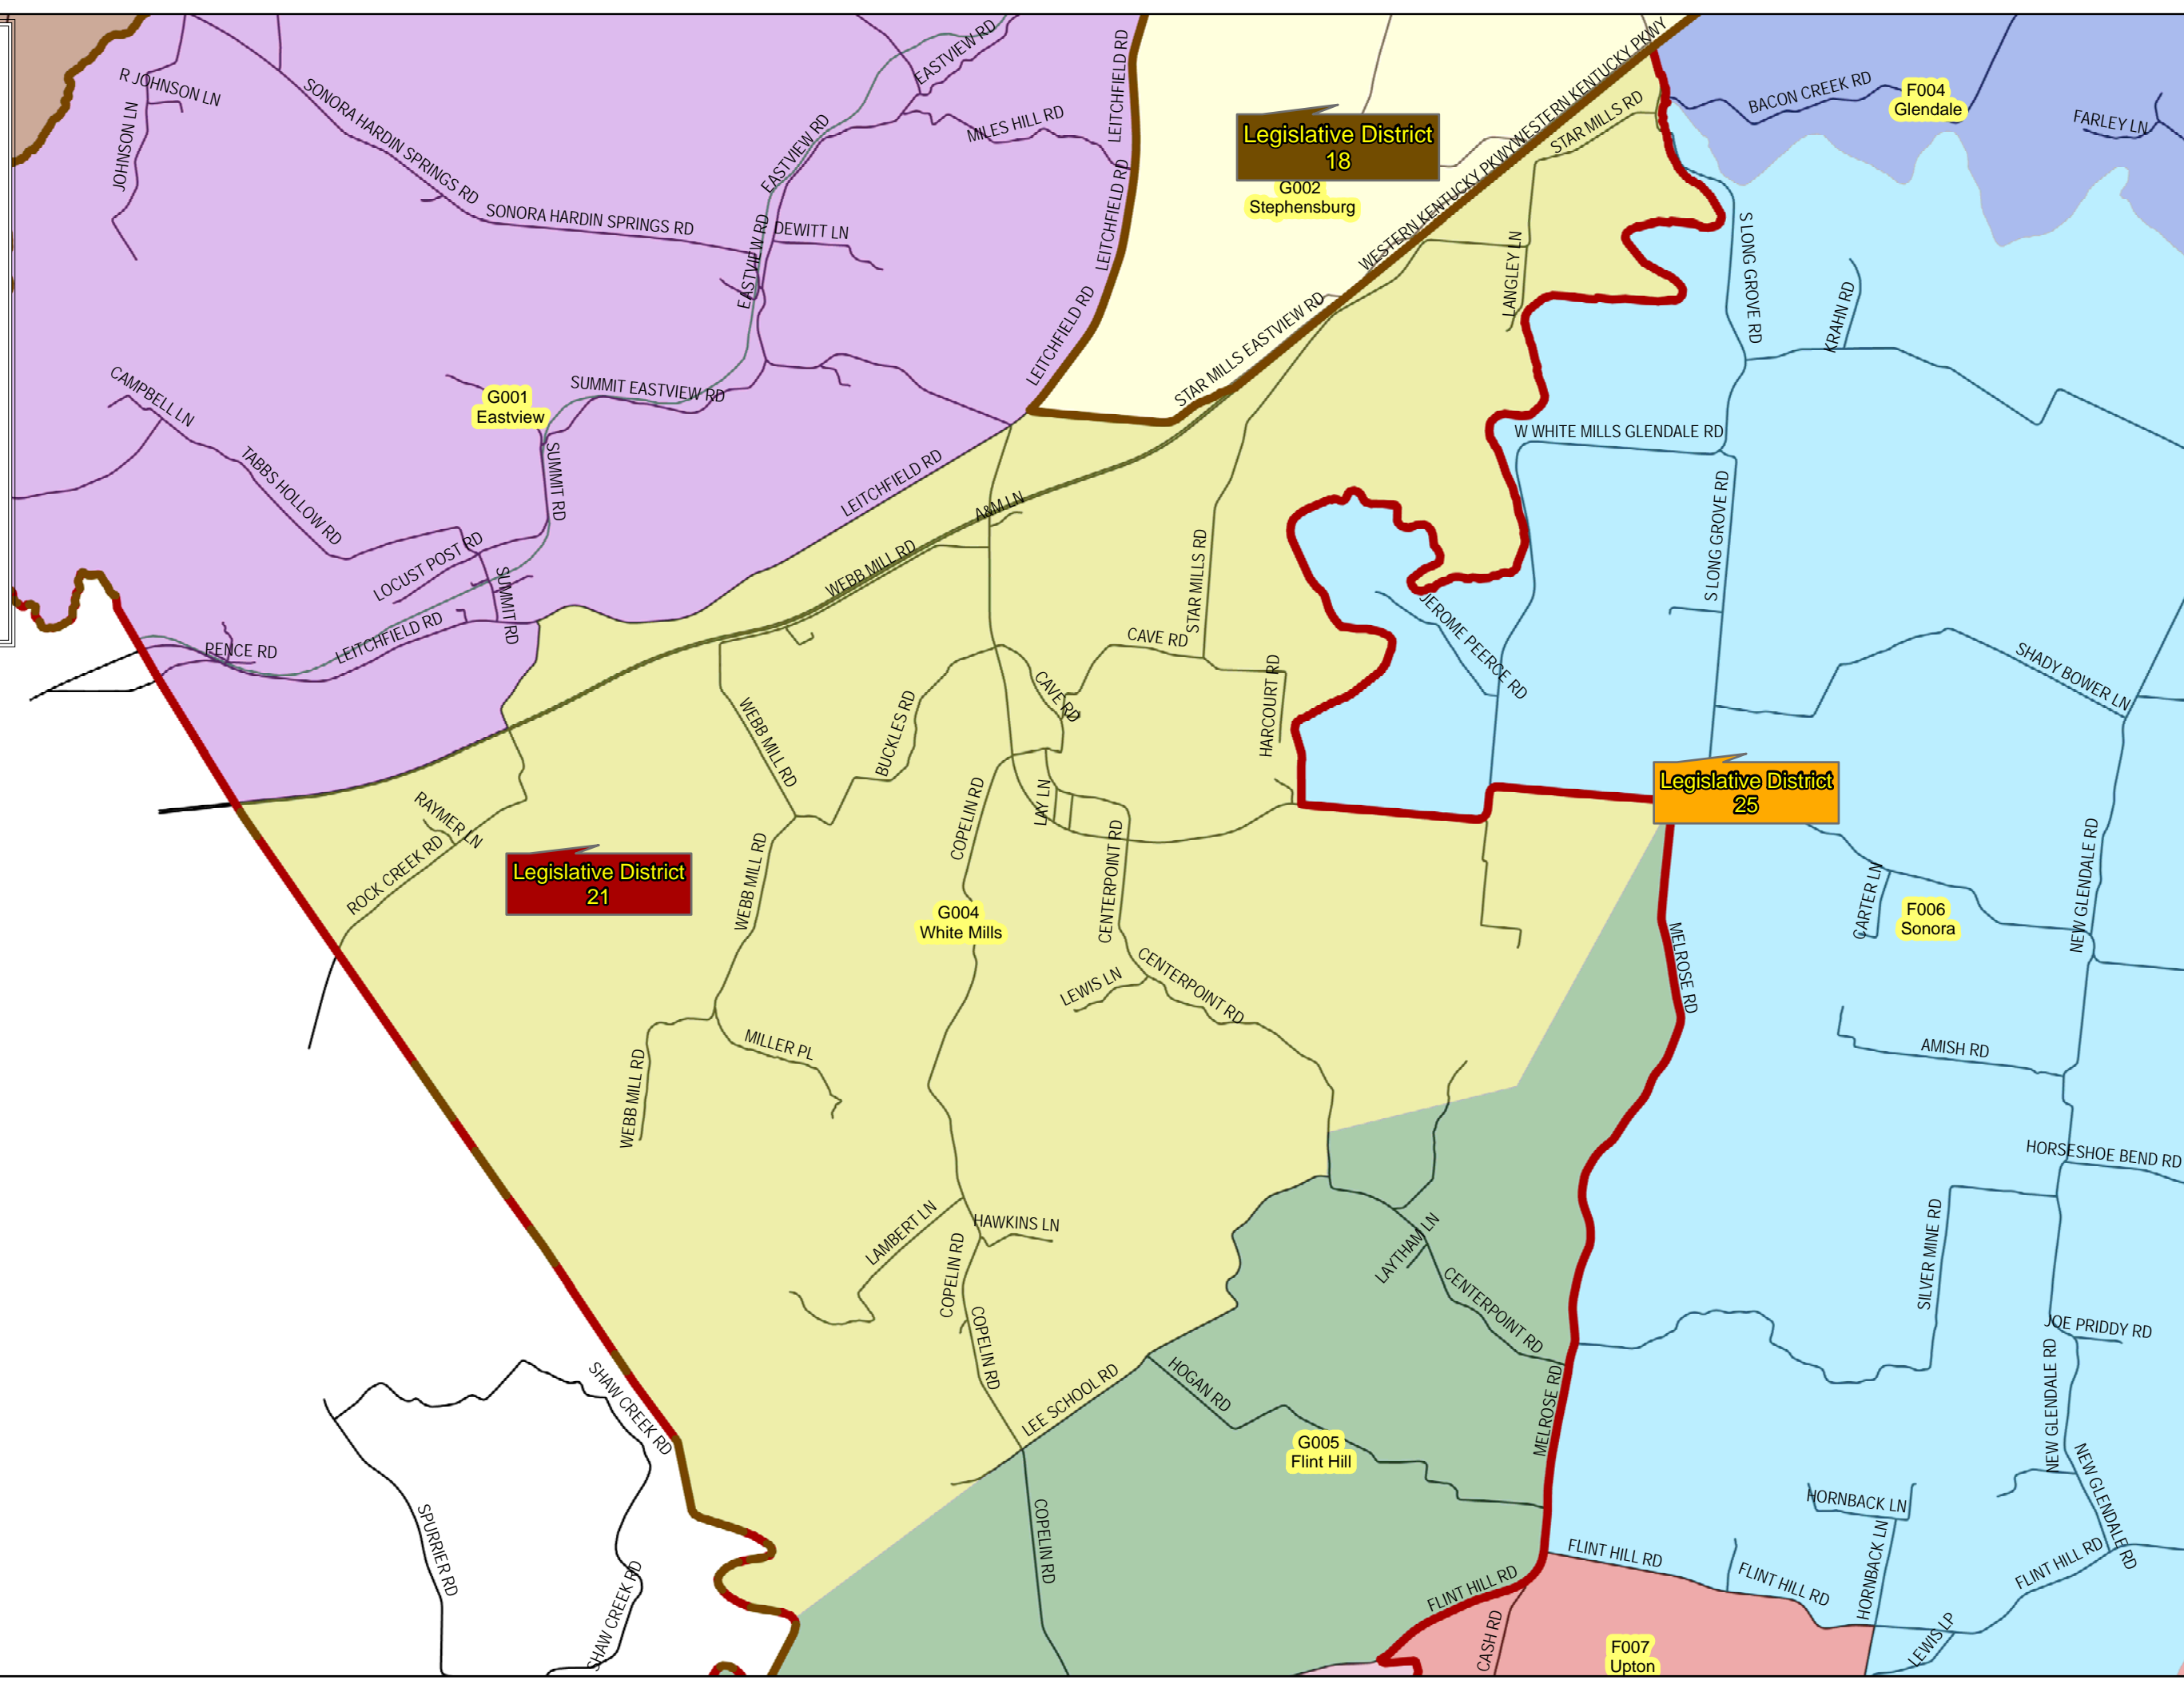 R JOHNSON LN
JOHNSON LN
SONORA HARDIN SPRINGS RD
SONORA HARDIN SPRINGS RD
EASTVIEW RD
EASTVIEW RD
EASTVIEW RD
MILES HILL RD
DEWITT LN
LEITCHFIELD RD
LEITCHFIELD RD
LEITCHFIELD RD
LEITCHFIELD RD
LEITCHFIELD RD
Legislative District
18
G002
Stephensburg
WESTERN KENTUCKY PKWY
WESTERN KENTUCKY PKWY
STAR MILLS RD
STAR MILLS EASTVIEW RD
LANGLEY LN
BACON CREEK RD
F004
Glendale
FARLEY LN
S LONG GROVE RD
KRAHN RD
W WHITE MILLS GLENDALE RD
S LONG GROVE RD
CAMPBELL LN
TABBS HOLLOW RD
G001
Eastview
SUMMIT EASTVIEW RD
SUMMIT RD
LOCUST POST RD
SUMMIT RD
PENCE RD
A&M LN
WEBB MILL RD
STAR MILLS RD
CAVE RD
CAVE RD
HARCOURT RD
JEROME PEERCE RD
SHADY BOWER LN
WEBB MILL RD
BUCKLES RD
COPELIN RD
LAY LN
Legislative District
25
RAYMER LN
ROCK CREEK RD
Legislative District
21
WEBB MILL RD
G004
White Mills
CENTERPOINT RD
CENTERPOINT RD
LEWIS LN
MELROSE RD
CARTER LN
F006
Sonora
NEW GLENDALE RD
AMISH RD
MILLER PL
WEBB MILL RD
HORSESHOE BEND RD
LAMBERT LN
HAWKINS LN
COPELIN RD
COPELIN RD
LAYTHAM LN
CENTERPOINT RD
SILVER MINE RD
JOE PRIDDY RD
NEW GLENDALE RD
NEW GLENDALE RD
SHAW CREEK RD
LEE SCHOOL RD
HOGAN RD
MELROSE RD
G005
Flint Hill
HORNBACK LN
HORNBACK LN
SPURRIER RD
SHAW CREEK RD
COPELIN RD
FLINT HILL RD
FLINT HILL RD
FLINT HILL RD
FLINT HILL RD
CASH RD
F007
Upton
LEWIS LP